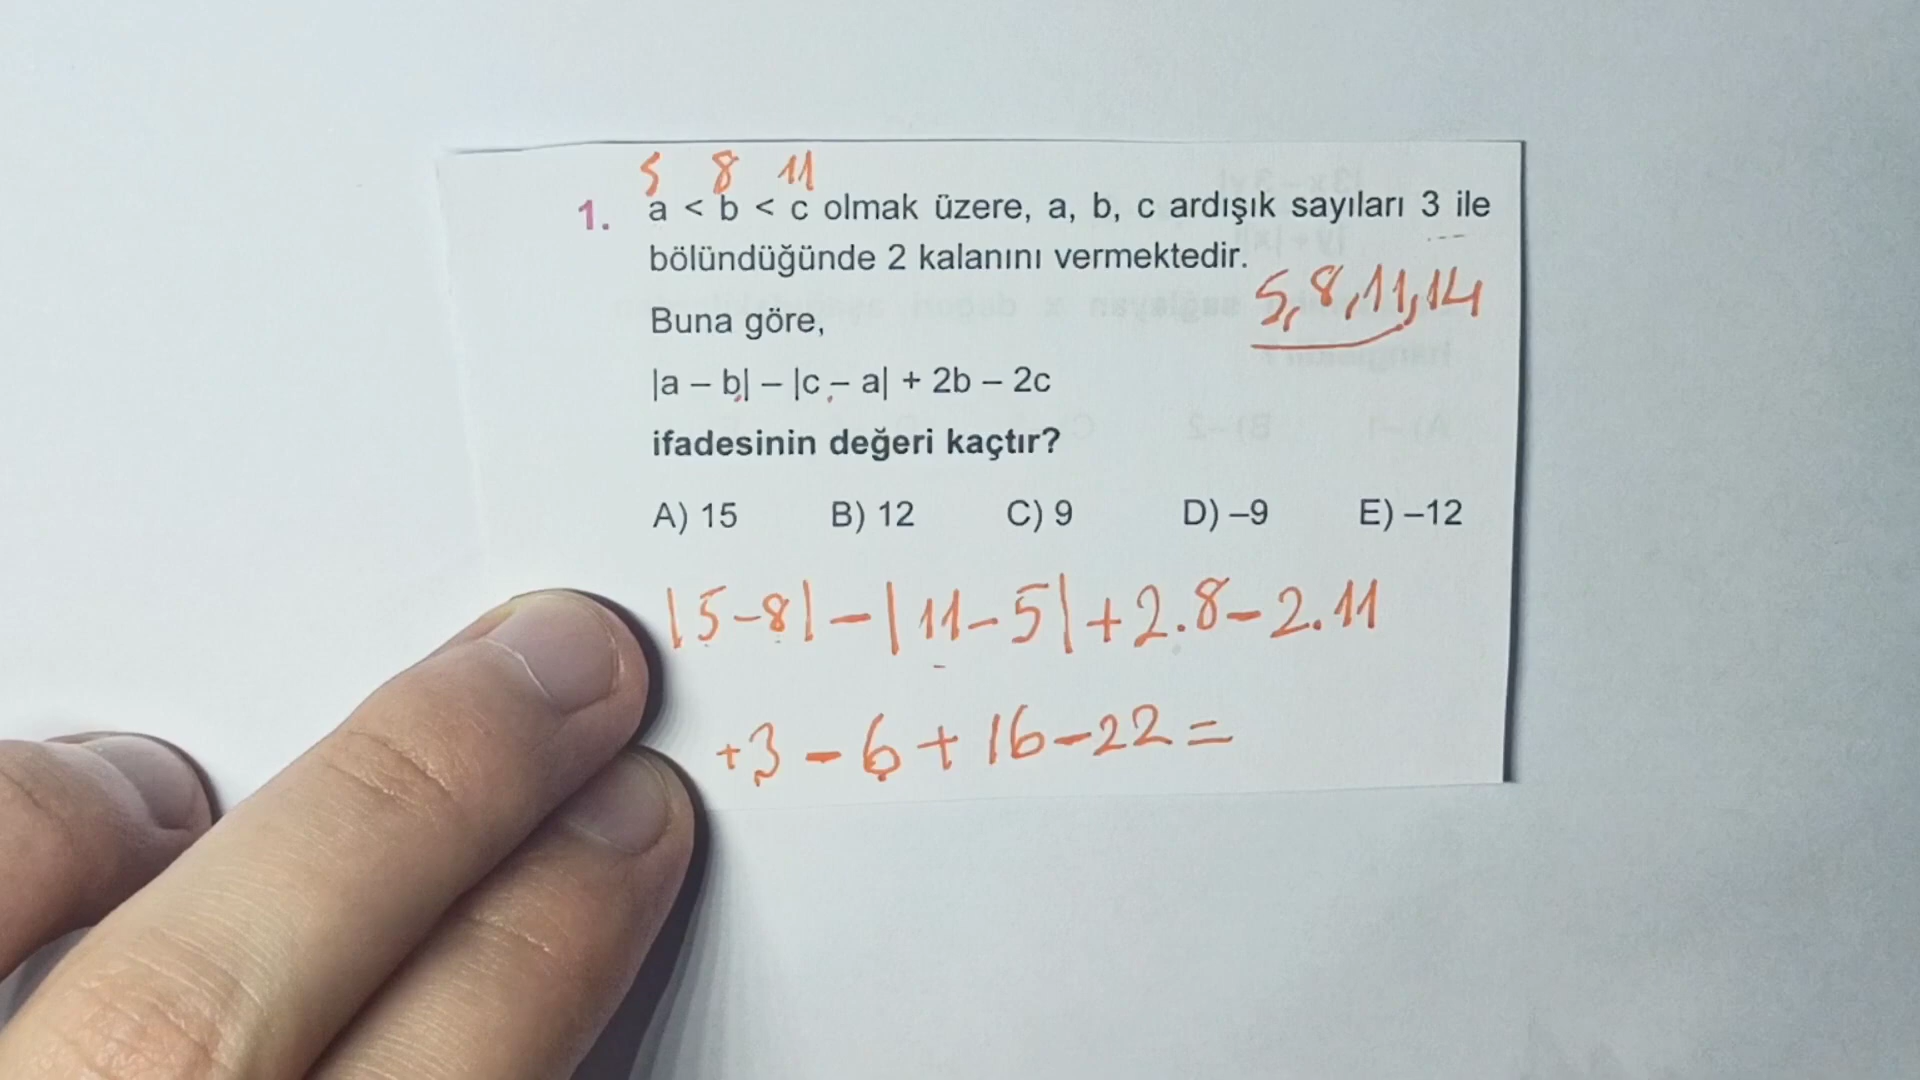 5 8 11
1. a < b < c olmak üzere, a, b, c ardışık sayıları 3 ile
bölündüğünde 2 kalanını vermektedir.
5, 8, 11, 14
Buna göre,
|a – b| – |c – a| + 2b – 2c
ifadesinin değeri kaçtır?
A) 15 B) 12 C) 9 D) –9 E) –12
|5-8|-|11-5|+2.8-2.11
+3-6+16-22=